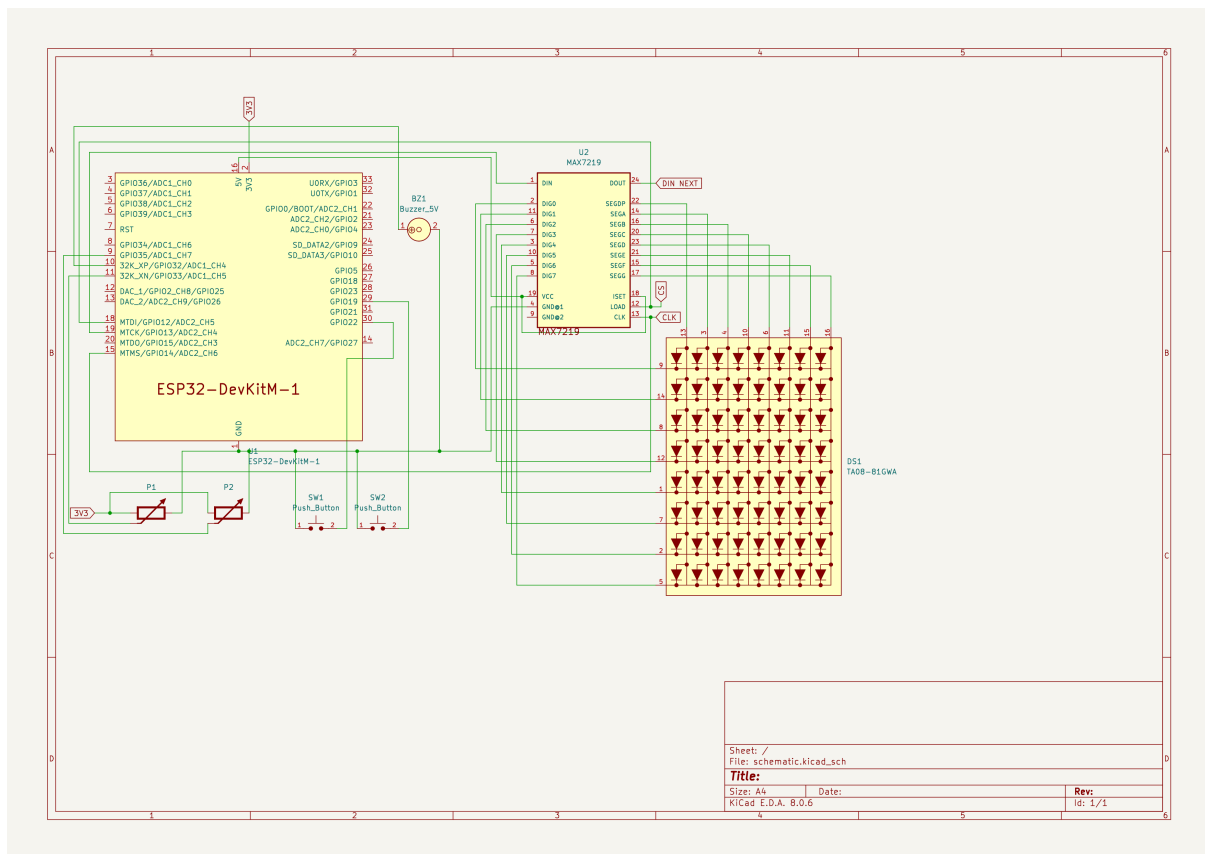 1 2 3 4 5 6
A A
B B
C C
D D
1 2 3 4 5 6
3V3
16 2
5V 3V3
3 GPIO36/ADC1_CH0
4 GPIO37/ADC1_CH1
5 GPIO38/ADC1_CH2
6 GPIO39/ADC1_CH3
7 RST
8 GPIO34/ADC1_CH6
9 GPIO35/ADC1_CH7
10 32K_XP/GPIO32/ADC1_CH4
11 32K_XN/GPIO33/ADC1_CH5
12 DAC_1/GPIO2_CH8/GPIO25
13 DAC_2/ADC2_CH9/GPIO26
18 MTDI/GPIO12/ADC2_CH5
19 MTCK/GPIO13/ADC2_CH4
20 MTDO/GPIO15/ADC2_CH3
15 MTMS/GPIO14/ADC2_CH6
U0RX/GPIO3 33
U0TX/GPIO1 32
GPIO0/BOOT/ADC2_CH1 22
ADC2_CH2/GPIO2 21
ADC2_CH0/GPIO4 23
SD_DATA2/GPIO9 24
SD_DATA3/GPIO10 25
GPIO5 26
GPIO18 27
GPIO23 28
GPIO19 29
GPIO21 31
GPIO22 30
ADC2_CH7/GPIO27 14
ESP32-DevKitM-1
GND
1
U1
ESP32-DevKitM-1
BZ1
Buzzer_5V
1 2
U2
MAX7219
1 DIN
2 DIG0
11 DIG1
6 DIG2
7 DIG3
3 DIG4
10 DIG5
5 DIG6
8 DIG7
19 VCC
4 GND@1
9 GND@2
DOUT 24
SEGDP 22
SEGA 14
SEGB 16
SEGC 20
SEGD 23
SEGE 21
SEGF 15
SEGG 17
ISET 18
LOAD 12
CLK 13
MAX7219
DIN NEXT
CS
CLK
13 3 4 10 6 11 15 16
9
14
8
12
1
7
2
5
DS1
TA08-81GWA
P1
P2
3V3
SW1
Push_Button
1 2
SW2
Push_Button
1 2
Sheet: /
File: schematic.kicad_sch
Title:
Size: A4 Date: Rev:
KiCad E.D.A. 8.0.6 Id: 1/1